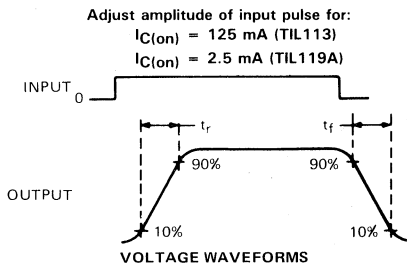 Adjust amplitude of input pulse for:
IC(on) = 125 mA (TIL113)
IC(on) = 2.5 mA (TIL119A)
INPUT 0
tr tf
90% 90%
OUTPUT
10% 10%
VOLTAGE WAVEFORMS